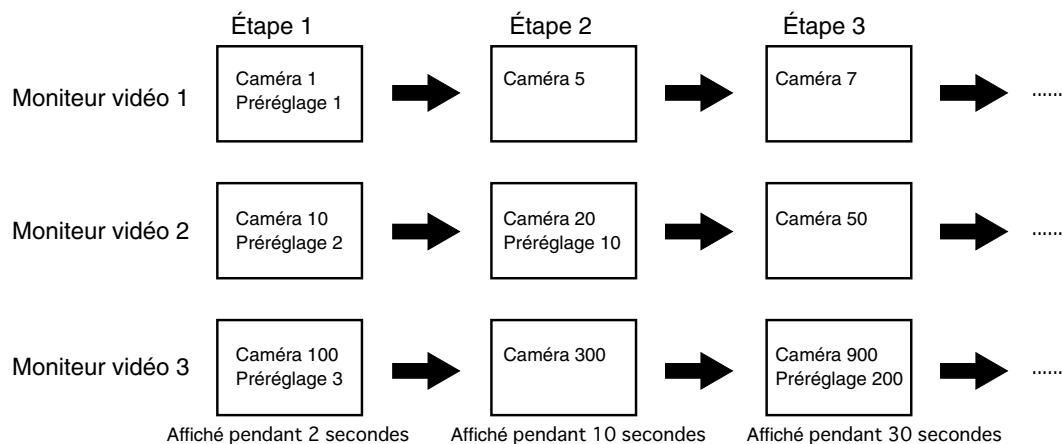 Étape 1
Étape 2
Étape 3
Moniteur vidéo 1
Caméra 1
Préréglage 1
Caméra 5
Caméra 7
......
Moniteur vidéo 2
Caméra 10
Préréglage 2
Caméra 20
Préréglage 10
Caméra 50
......
Moniteur vidéo 3
Caméra 100
Préréglage 3
Caméra 300
Caméra 900
Préréglage 200
......
Affiché pendant 2 secondes
Affiché pendant 10 secondes
Affiché pendant 30 secondes